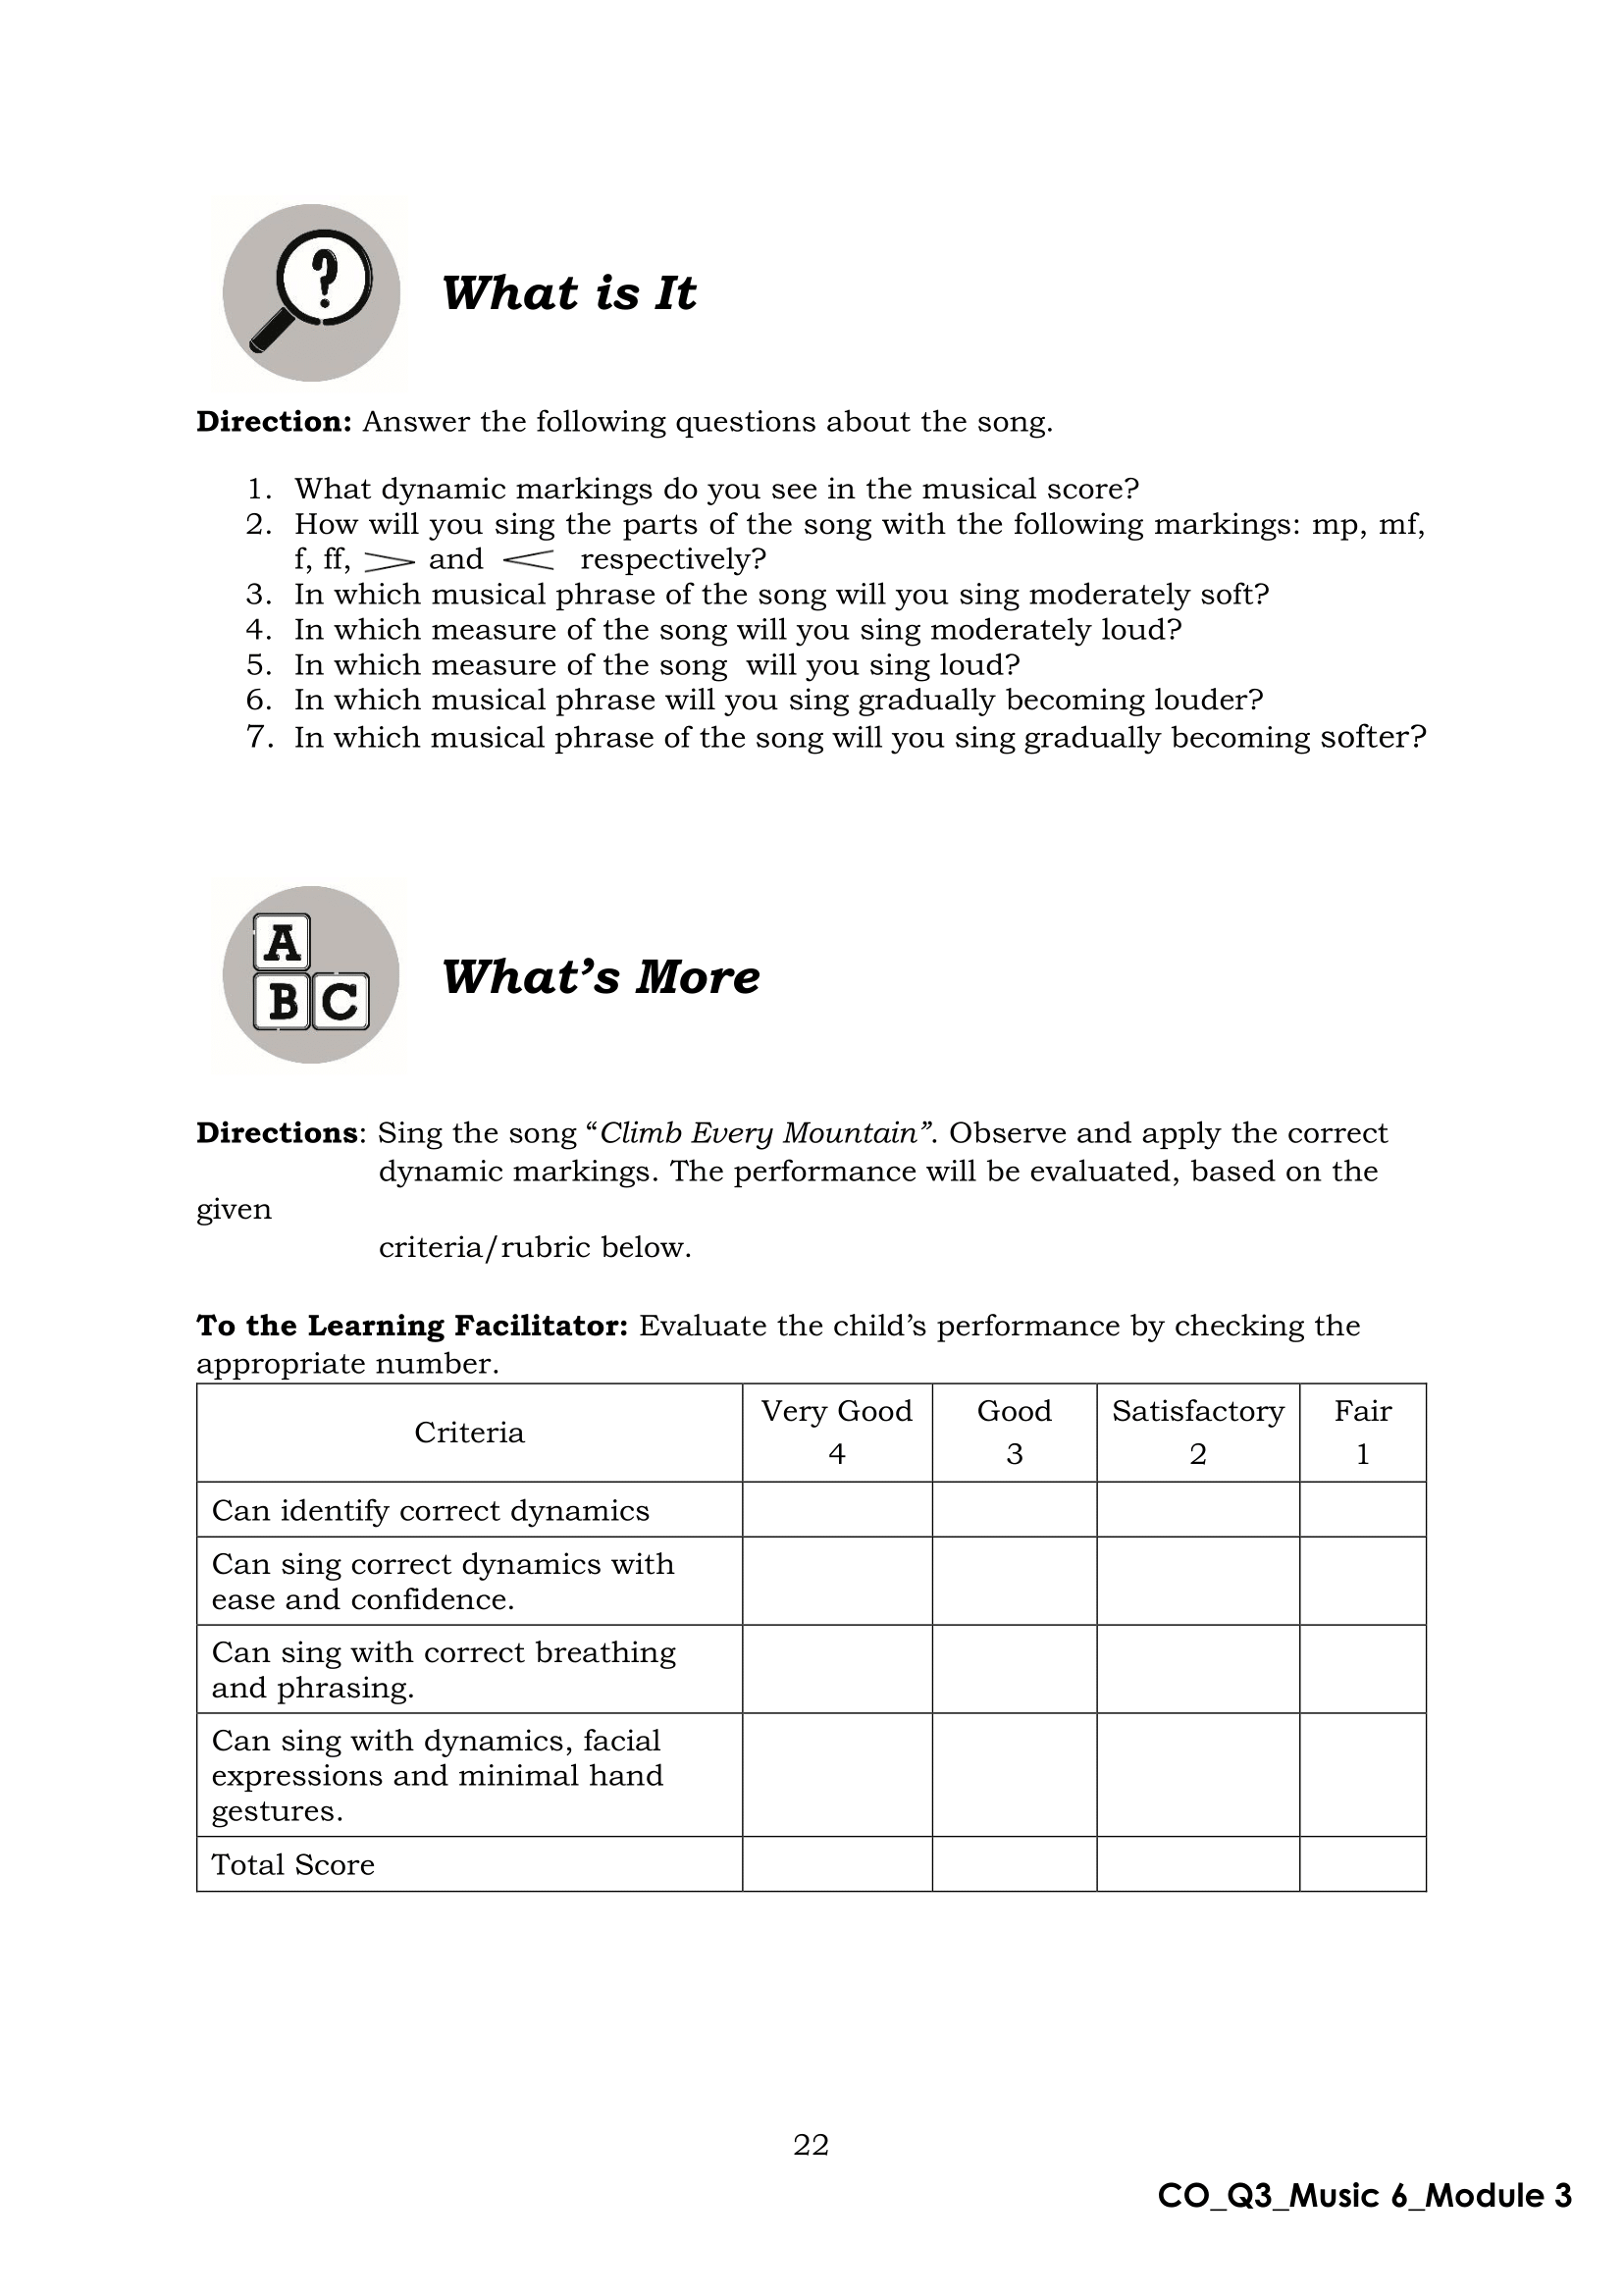 ?
What is It
Direction: Answer the following questions about the song.
1. What dynamic markings do you see in the musical score?
2. How will you sing the parts of the song with the following markings: mp, mf,
f, ff, > and < respectively?
3. In which musical phrase of the song will you sing moderately soft?
4. In which measure of the song will you sing moderately loud?
5. In which measure of the song will you sing loud?
6. In which musical phrase will you sing gradually becoming louder?
7. In which musical phrase of the song will you sing gradually becoming softer?
A
B C
What's More
Directions: Sing the song “Climb Every Mountain”. Observe and apply the correct
dynamic markings. The performance will be evaluated, based on the
given
criteria/rubric below.
To the Learning Facilitator: Evaluate the child’s performance by checking the
appropriate number.
Criteria Very Good Good Satisfactory Fair
4 3 2 1
Can identify correct dynamics
Can sing correct dynamics with
ease and confidence.
Can sing with correct breathing
and phrasing.
Can sing with dynamics, facial
expressions and minimal hand
gestures.
Total Score
22
CO_Q3_Music 6_Module 3